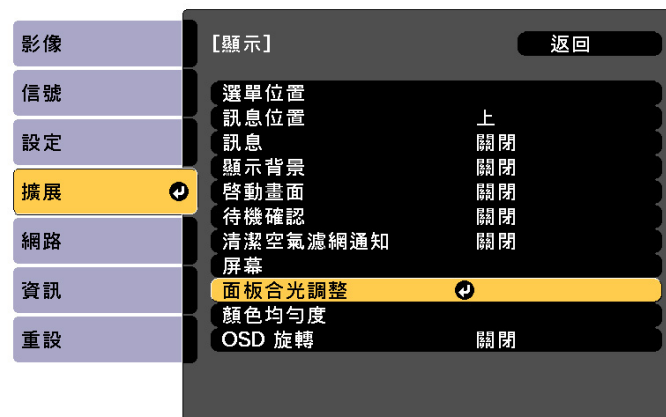 影像
信號
設定
擴展
網路
資訊
重設
[顯示] 返回
選單位置
訊息位置 上
訊息 關閉
顯示背景 關閉
啓動畫面 關閉
待機確認 關閉
清潔空氣濾網通知 關閉
屏幕
面板合光調整
顏色均勻度
OSD 旋轉 關閉